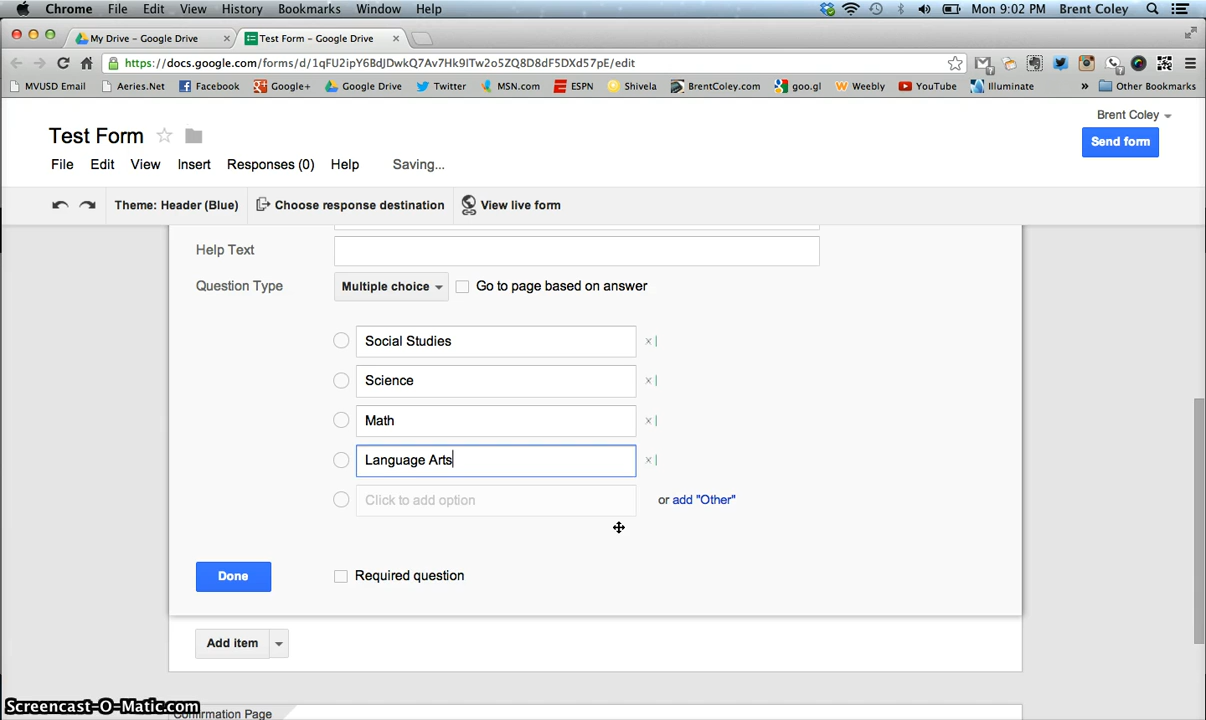 Chrome File Edit View History Bookmarks Window Help Mon 9:02 PM Brent Coley
My Drive – Google Drive × Test Form – Google Drive ×
https://docs.google.com/forms/d/1qFU2ipY6BdJDwkQ7Av7Hk9lTw2o5ZQ8D8dF5DXd57pE/edit
MVUSD Email Aeries.Net Facebook Google+ Google Drive Twitter MSN.com ESPN Shivela BrentColey.com goo.gl Weebly YouTube Illuminate » Other Bookmarks
Brent Coley
Test Form
Send form
File Edit View Insert Responses (0) Help Saving...
Theme: Header (Blue) Choose response destination View live form
Help Text
Question Type Multiple choice Go to page based on answer
Social Studies
Science
Math
Language Arts
Click to add option or add "Other"
Done Required question
Add item
Screencast-O-Matic.com
Confirmation Page